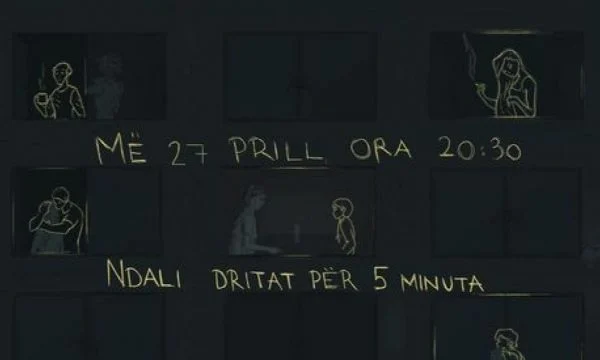 MË 27 PRILL ORA 20:30
NDALI DRITAT PËR 5 MINUTA